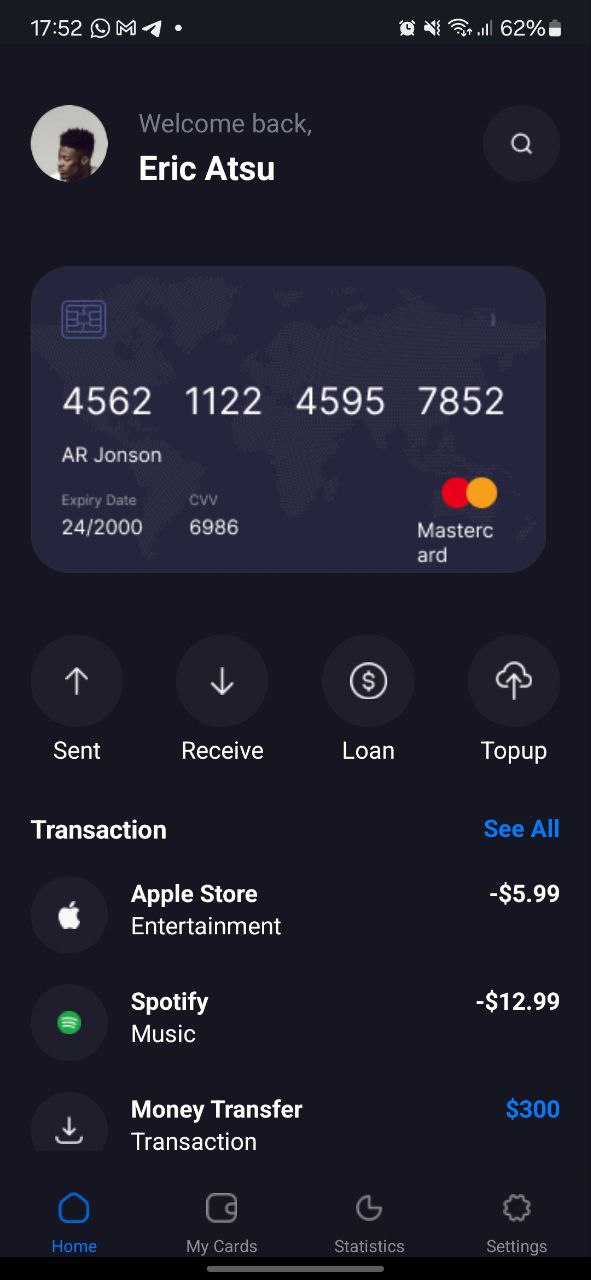 17:52 62%
Welcome back,
Eric Atsu
4562 1122 4595 7852
AR Jonson
Expiry Date CVV
24/2000 6986
Masterc
ard
Sent Receive Loan Topup
Transaction See All
Apple Store -$5.99
Entertainment
Spotify -$12.99
Music
Money Transfer $300
Transaction
Home My Cards Statistics Settings